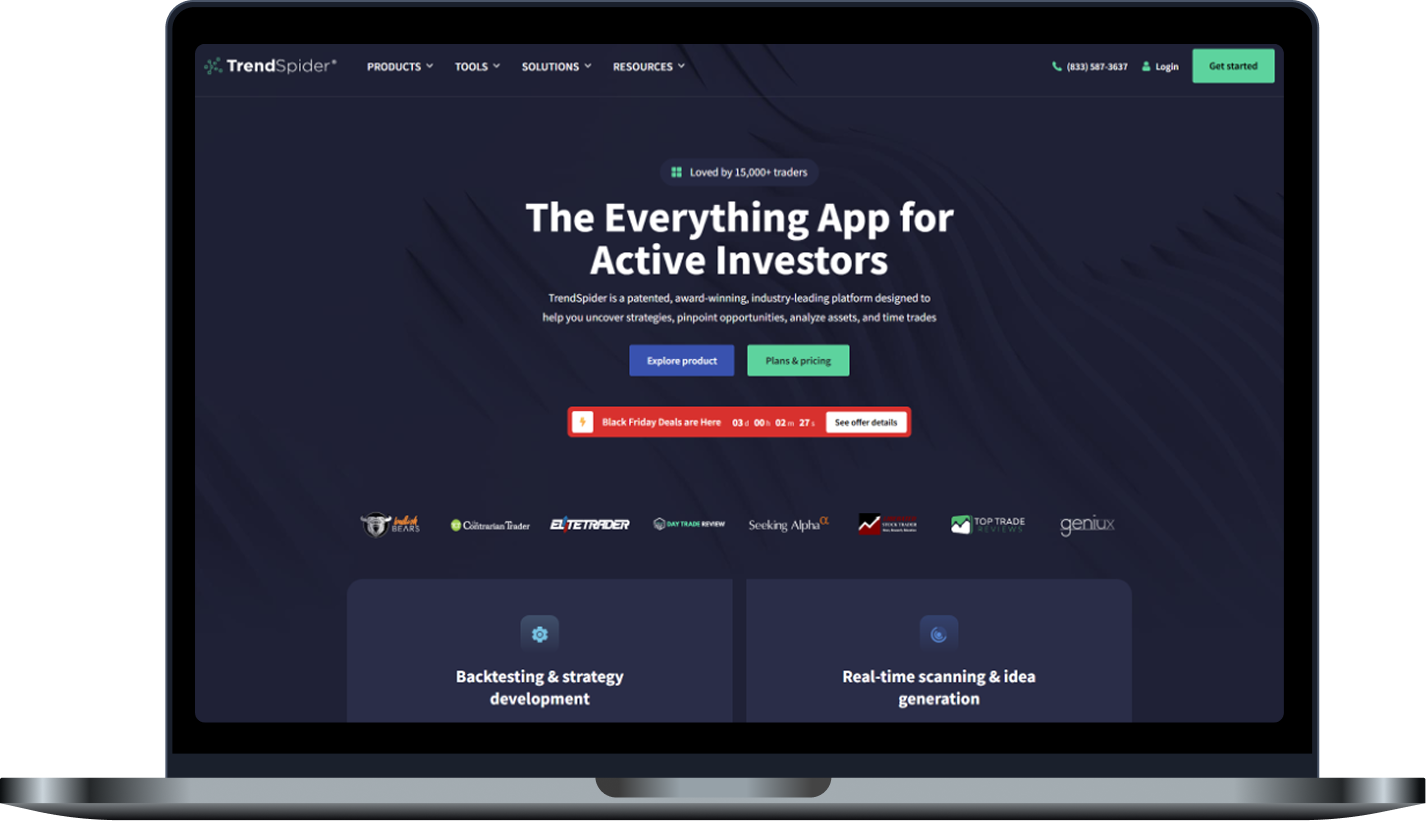 TrendSpider®
PRODUCTS
TOOLS
SOLUTIONS
RESOURCES
(833) 587-3637
Login
Get started
Loved by 15,000+ traders
The Everything App for
Active Investors
TrendSpider is a patented, award-winning, industry-leading platform designed to
help you uncover strategies, pinpoint opportunities, analyze assets, and time trades
Explore product
Plans & pricing
Black Friday Deals are Here 03 d 00 h 02 m 27 s
See offer details
BEARS
The Contrarian Trader
ELITETRADER
DAY TRADE REVIEW
Seeking Alpha α
STOCK TRADER
TOP TRADE
REVIEWS
geniux
Backtesting & strategy
development
Real-time scanning & idea
generation